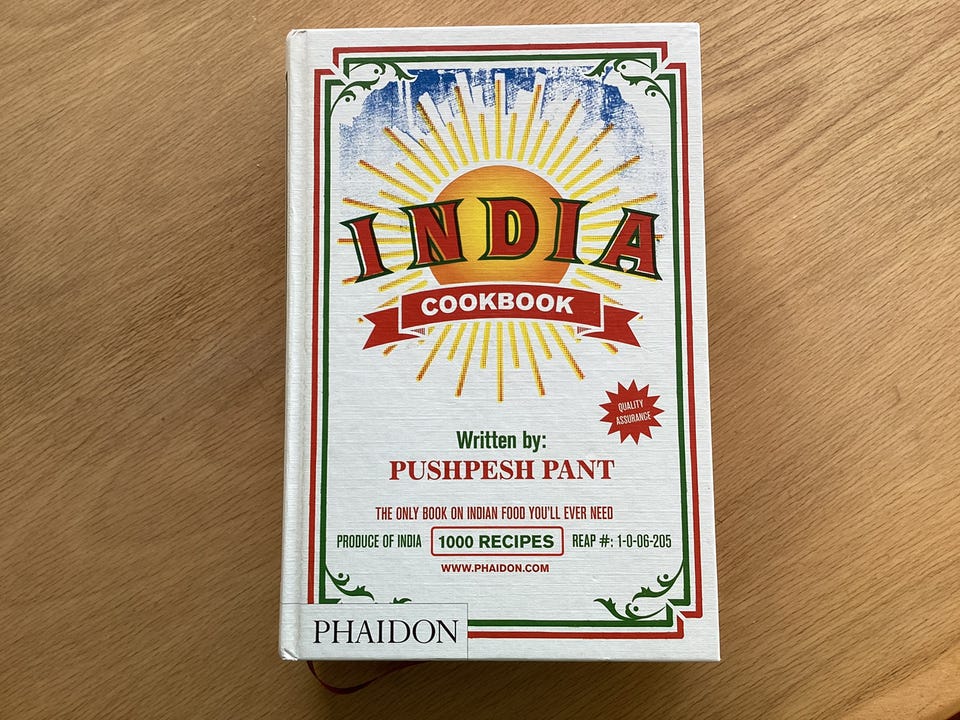 INDIA
COOKBOOK
QUALITY
ASSURANCE
Written by:
PUSHPESH PANT
THE ONLY BOOK ON INDIAN FOOD YOU'LL EVER NEED
PRODUCE OF INDIA 1000 RECIPES REAP #: 1-0-06-205
WWW.PHAIDON.COM
PHAIDON